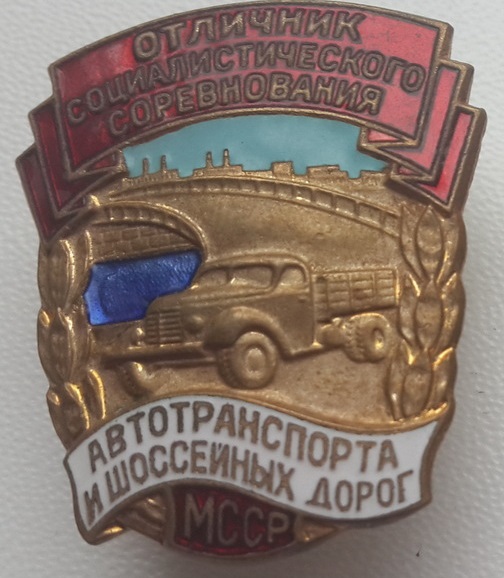 ОТЛИЧНИК
СОЦИАЛИСТИЧЕСКОГО
СОРЕВНОВАНИЯ
АВТОТРАНСПОРТА
И ШОССЕЙНЫХ ДОРОГ
МССР